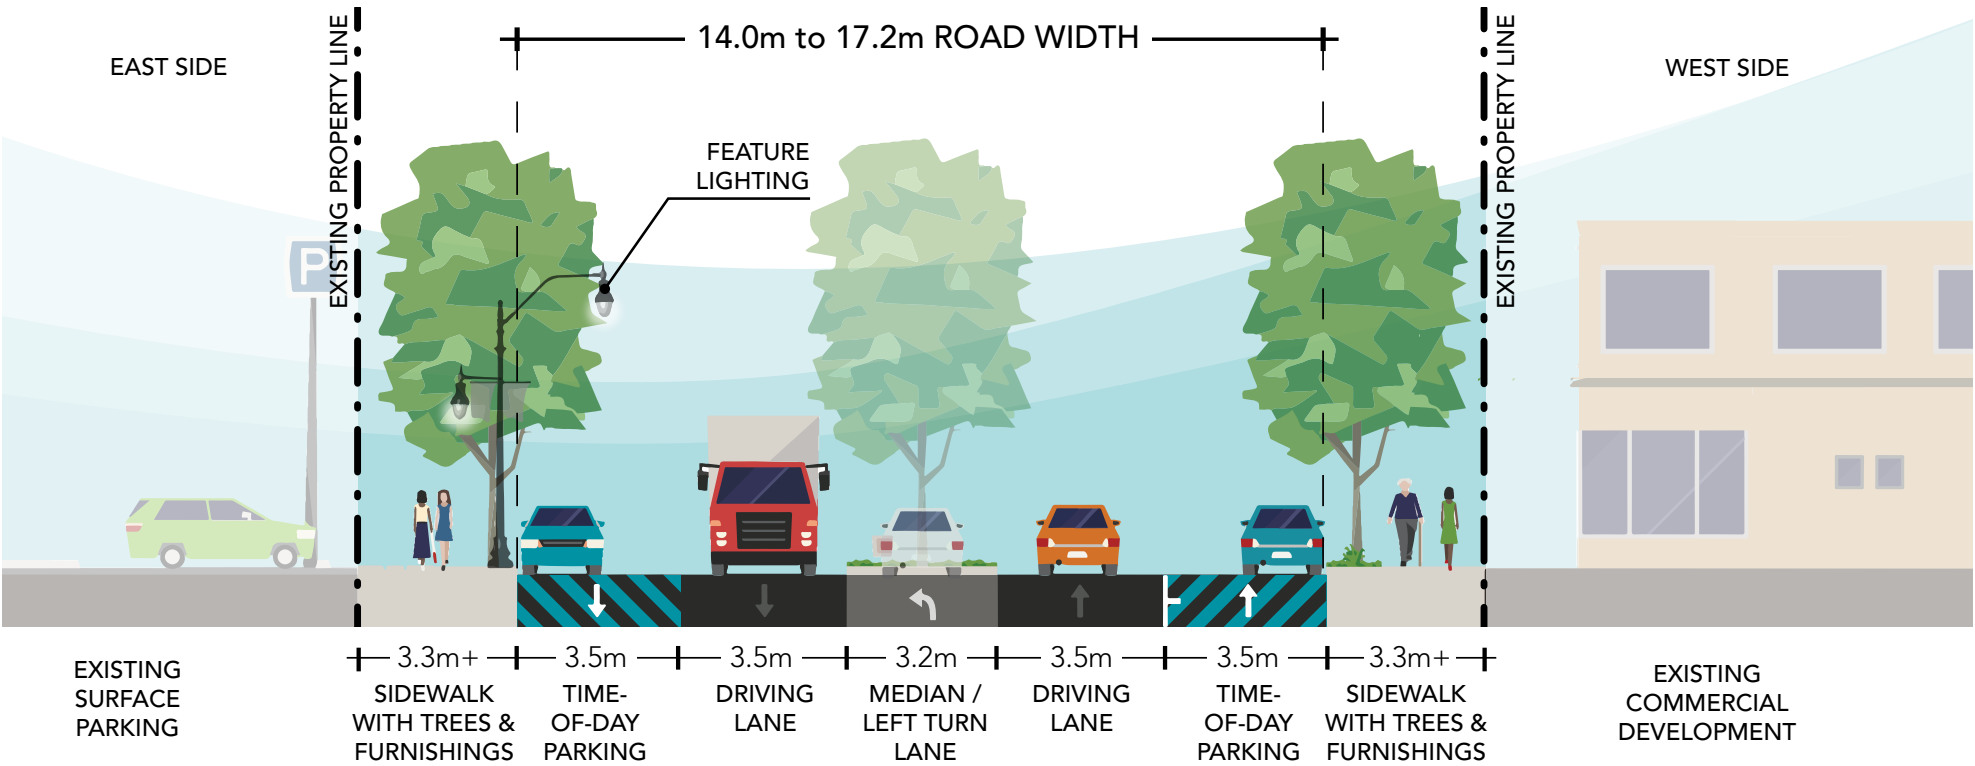 14.0m to 17.2m ROAD WIDTH
EAST SIDE
WEST SIDE
EXISTING PROPERTY LINE
EXISTING PROPERTY LINE
FEATURE
LIGHTING
P
3.3m+
3.5m
3.5m
3.2m
3.5m
3.5m
3.3m+
EXISTING
SURFACE
PARKING
SIDEWALK
WITH TREES &
FURNISHINGS
TIME-
OF-DAY
PARKING
DRIVING
LANE
MEDIAN /
LEFT TURN
LANE
DRIVING
LANE
TIME-
OF-DAY
PARKING
SIDEWALK
WITH TREES &
FURNISHINGS
EXISTING
COMMERCIAL
DEVELOPMENT